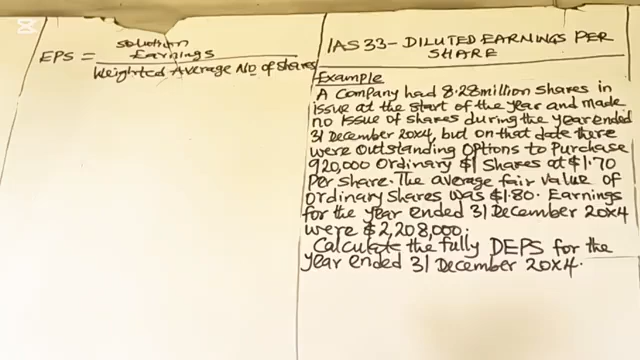 Solution
EPS = Earnings
Weighted Average No of shares
IAS 33 - DILUTED EARNINGS PER
SHARE
Example
A Company had 8.28million shares in
issue at the start of the year and made
no issue of shares during the year ended
31 December 20x4, but on that date there
were outstanding options to purchase
920,000 Ordinary $1 shares at $1.70
per share. The average fair value of
ordinary shares was $1.80. Earnings
for the year ended 31 December 20x4
were $2,208,000.
Calculate the fully DEPS for the
year ended 31 December 20x4.